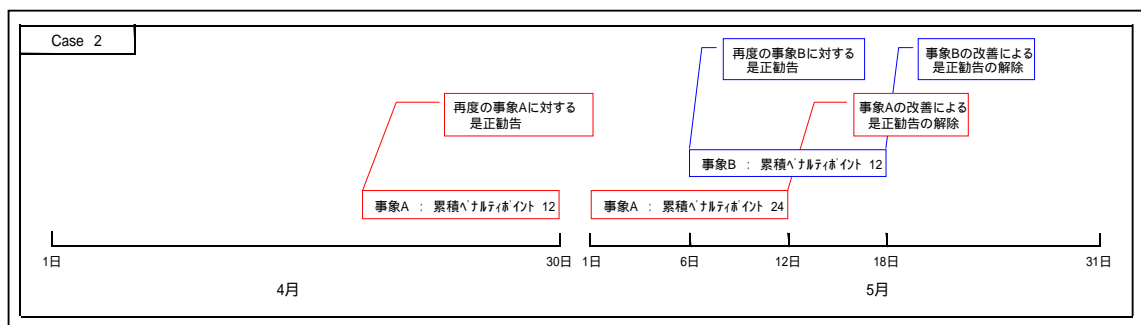 Case 2
再度の事象Bに対する
是正勧告
事象Bの改善による
是正勧告の解除
再度の事象Aに対する
是正勧告
事象Aの改善による
是正勧告の解除
事象B ： 累積ﾍﾟﾅﾙﾃｨﾎﾟｲﾝﾄ 12
事象A ： 累積ﾍﾟﾅﾙﾃｨﾎﾟｲﾝﾄ 12
事象A ： 累積ﾍﾟﾅﾙﾃｨﾎﾟｲﾝﾄ 24
1日 30日 1日 6日 12日 18日 31日
4月 5月